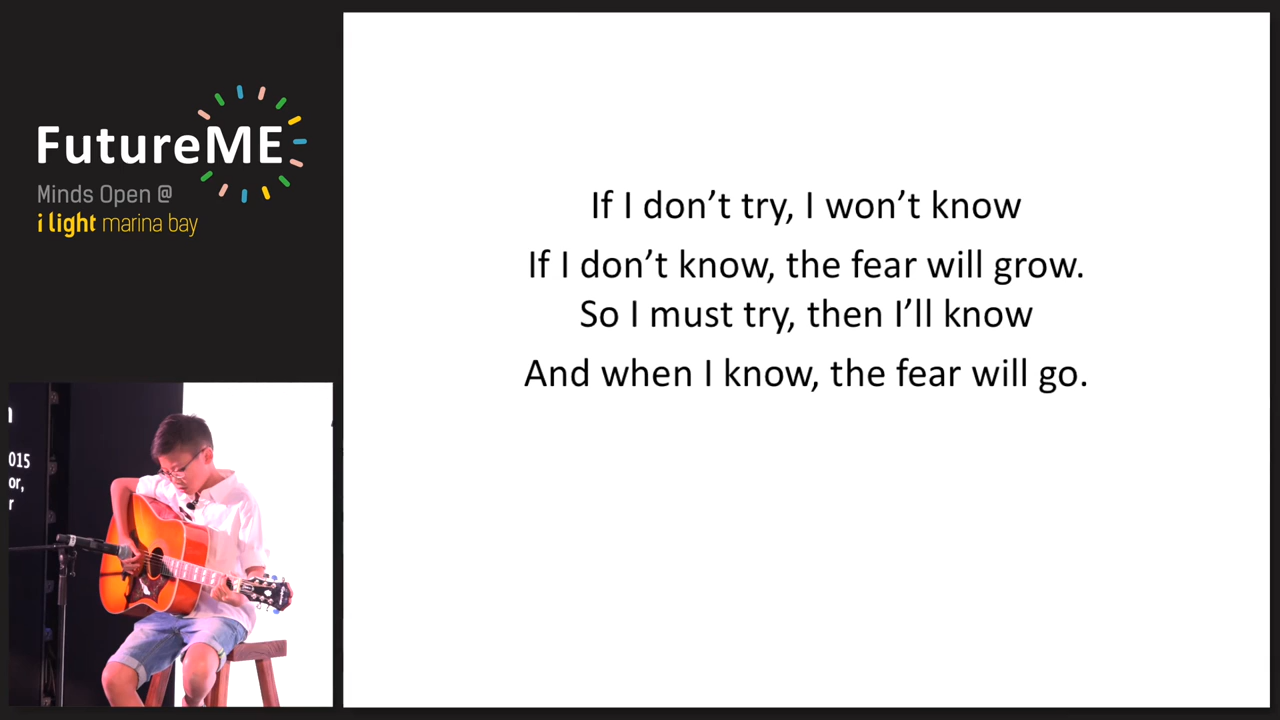 FutureME
Minds Open @
i light marina bay
If I don’t try, I won’t know
If I don’t know, the fear will grow.
So I must try, then I’ll know
And when I know, the fear will go.
015
or,
r